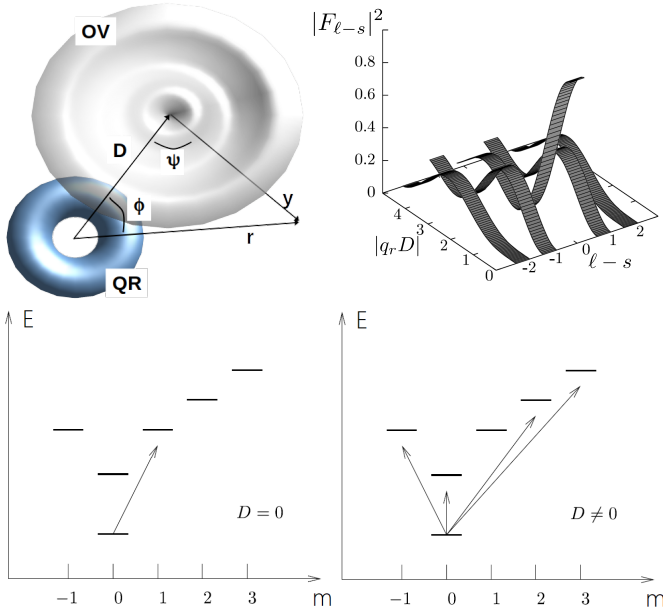 OV
D
ψ
ϕ
y
r
QR
|F_{ℓ−s}|²
0.8
0.6
0.4
0.2
0
4
3
2
1
0
|q_r D|
-2
-1
0
1
2
ℓ − s
E
D = 0
−1 0 1 2 3
m
E
D ≠ 0
−1 0 1 2 3
m